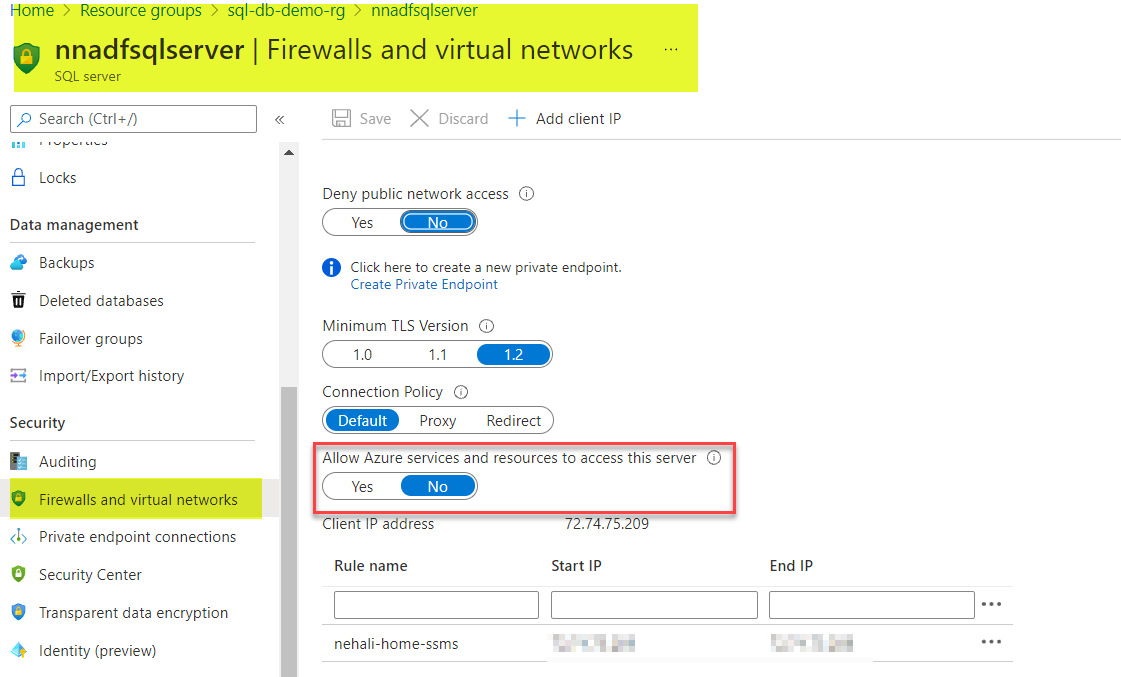 Home > Resource groups > sql-db-demo-rg > nnadfsqlserver
nnadfsqlserver | Firewalls and virtual networks ...
SQL server
Search (Ctrl+/)
«
Save
Discard
Add client IP
Properties
Locks
Data management
Backups
Deleted databases
Failover groups
Import/Export history
Security
Auditing
Firewalls and virtual networks
Private endpoint connections
Security Center
Transparent data encryption
Identity (preview)
Deny public network access
Yes No
Click here to create a new private endpoint.
Create Private Endpoint
Minimum TLS Version
1.0 1.1 1.2
Connection Policy
Default Proxy Redirect
Allow Azure services and resources to access this server
Yes No
Client IP address 72.74.75.209
Rule name Start IP End IP
nehali-home-ssms